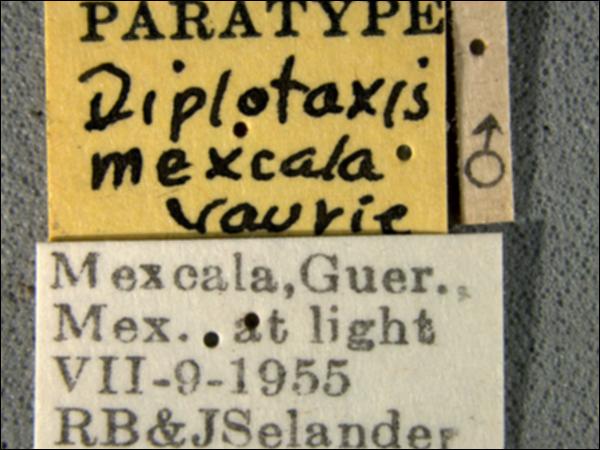 PARATYPE
Diplotaxis
mexcala
Vaurie
♂
Mexcala, Guer.,
Mex. at light
VII-9-1955
RB&JSelander